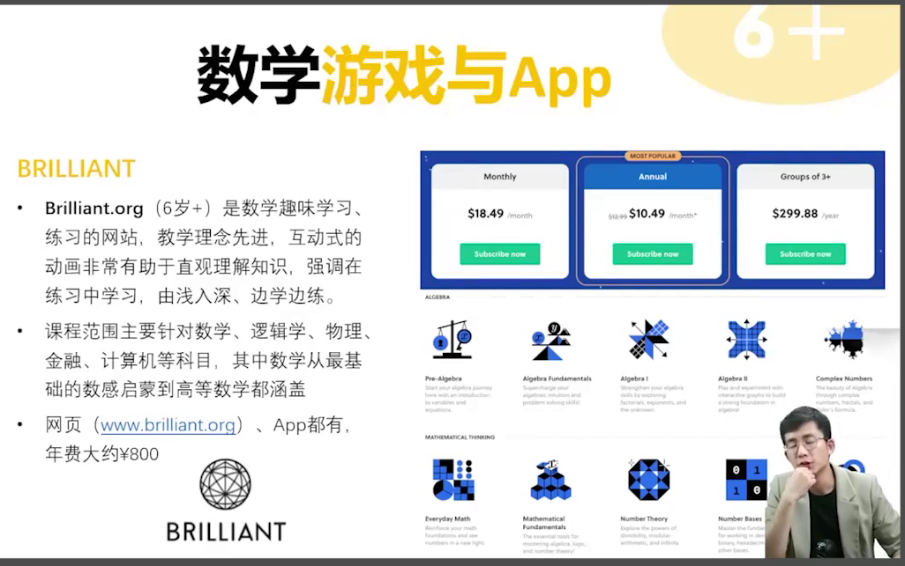 6+
数学游戏与App
BRILLIANT
• Brilliant.org（6岁+）是数学趣味学习、
练习的网站，教学理念先进，互动式的
动画非常有助于直观理解知识，强调在
练习中学习，由浅入深、边学边练。
• 课程范围主要针对数学、逻辑学、物理、
金融、计算机等科目，其中数学从最基
础的数感启蒙到高等数学都涵盖
• 网页（www.brilliant.org）、App都有，
年费大约¥800
BRILLIANT
MOST POPULAR
Monthly
Annual
Groups of 3+
$18.49 /month
$12.99 $10.49 /month*
$299.88 /year
Subscribe now
Subscribe now
Subscribe now
ALGEBRA
Pre-Algebra
Algebra Fundamentals
Algebra I
Algebra II
Complex Numbers
Start your algebra journey
here with an introduction
to variables and
equations.
Supercharge your
algebraic intuition and
problem solving skills!
Strengthen your algebra
skills by exploring
factorials, exponents, and
the unknown.
Play and experiment with
interactive graphs to build
a strong foundation in
algebra!
The beauty of Algebra
through complex
numbers, fractals, and
formula.
MATHEMATICAL THINKING
0 1
1 0
Everyday Math
Mathematical
Fundamentals
Number Theory
Number Bases
Reinforce your math
foundations and see
numbers in a new light.
The essential tools for
mastering algebra, logic,
and number theory!
Explore the powers of
divisibility, modular
arithmetic, and infinity.
Master the
for working in
binary,
other bases.